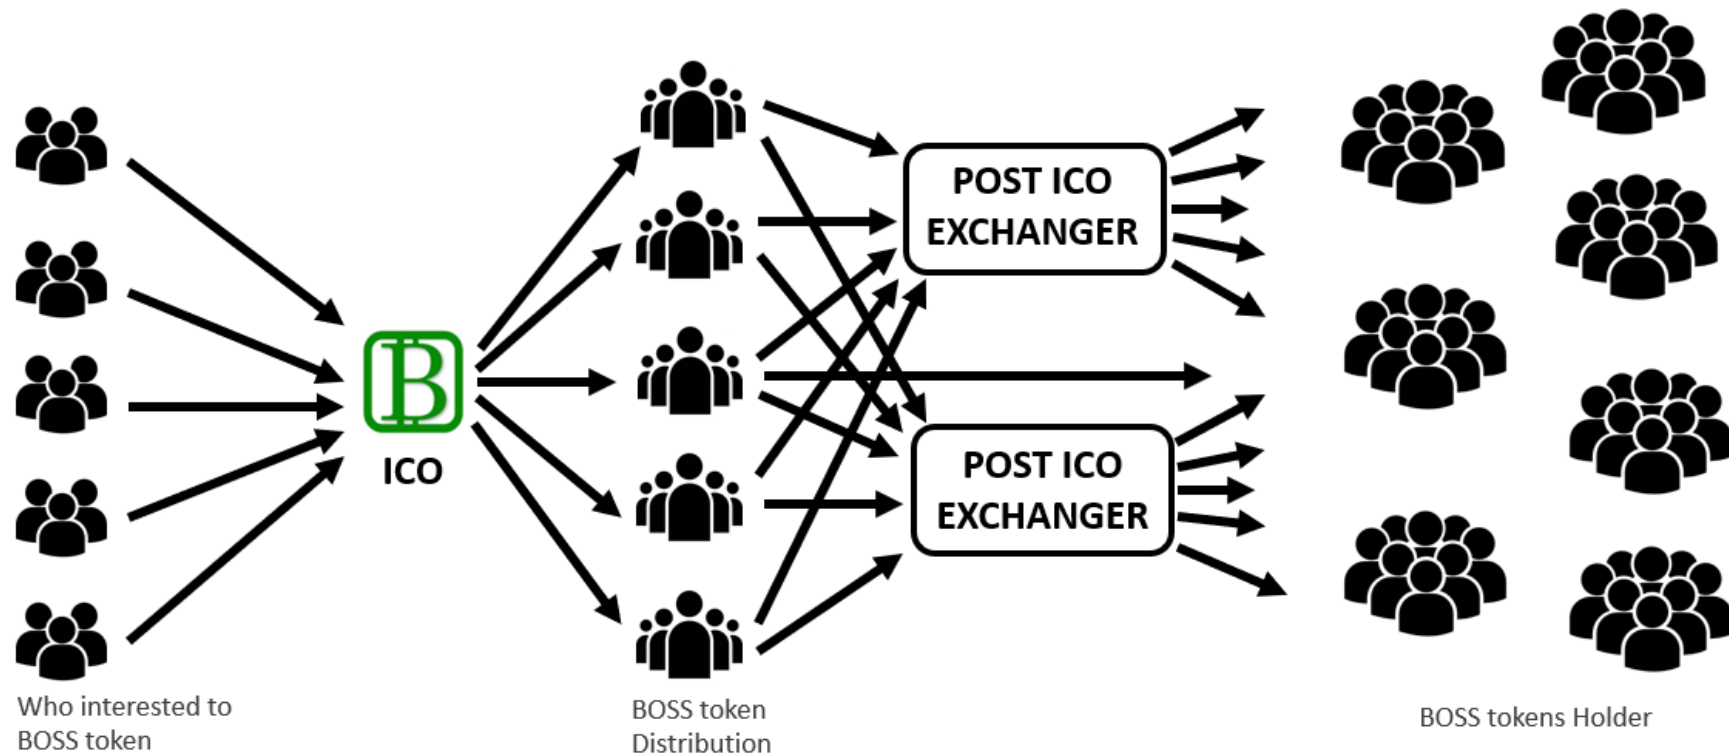 B
ICO
POST ICO
EXCHANGER
POST ICO
EXCHANGER
Who interested to
BOSS token
BOSS token
Distribution
BOSS tokens Holder